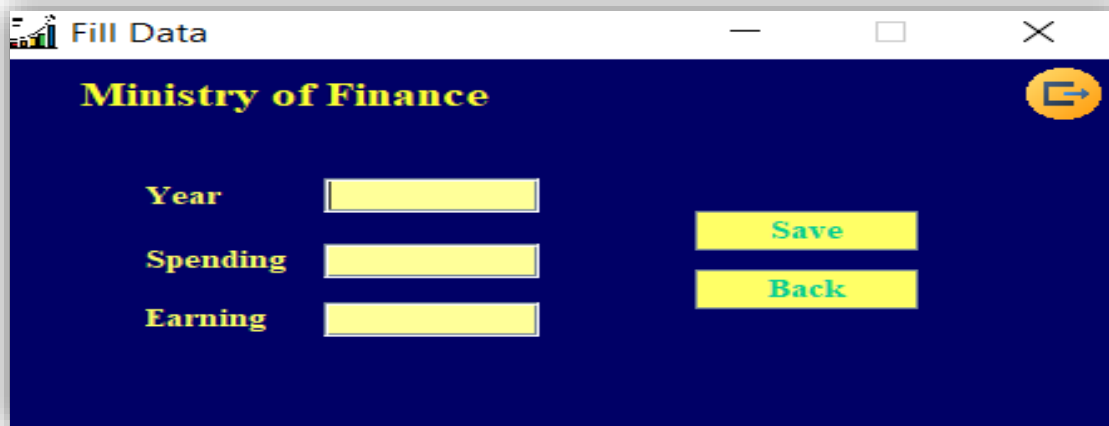 Fill Data
Ministry of Finance
Year
Spending
Earning
Save
Back